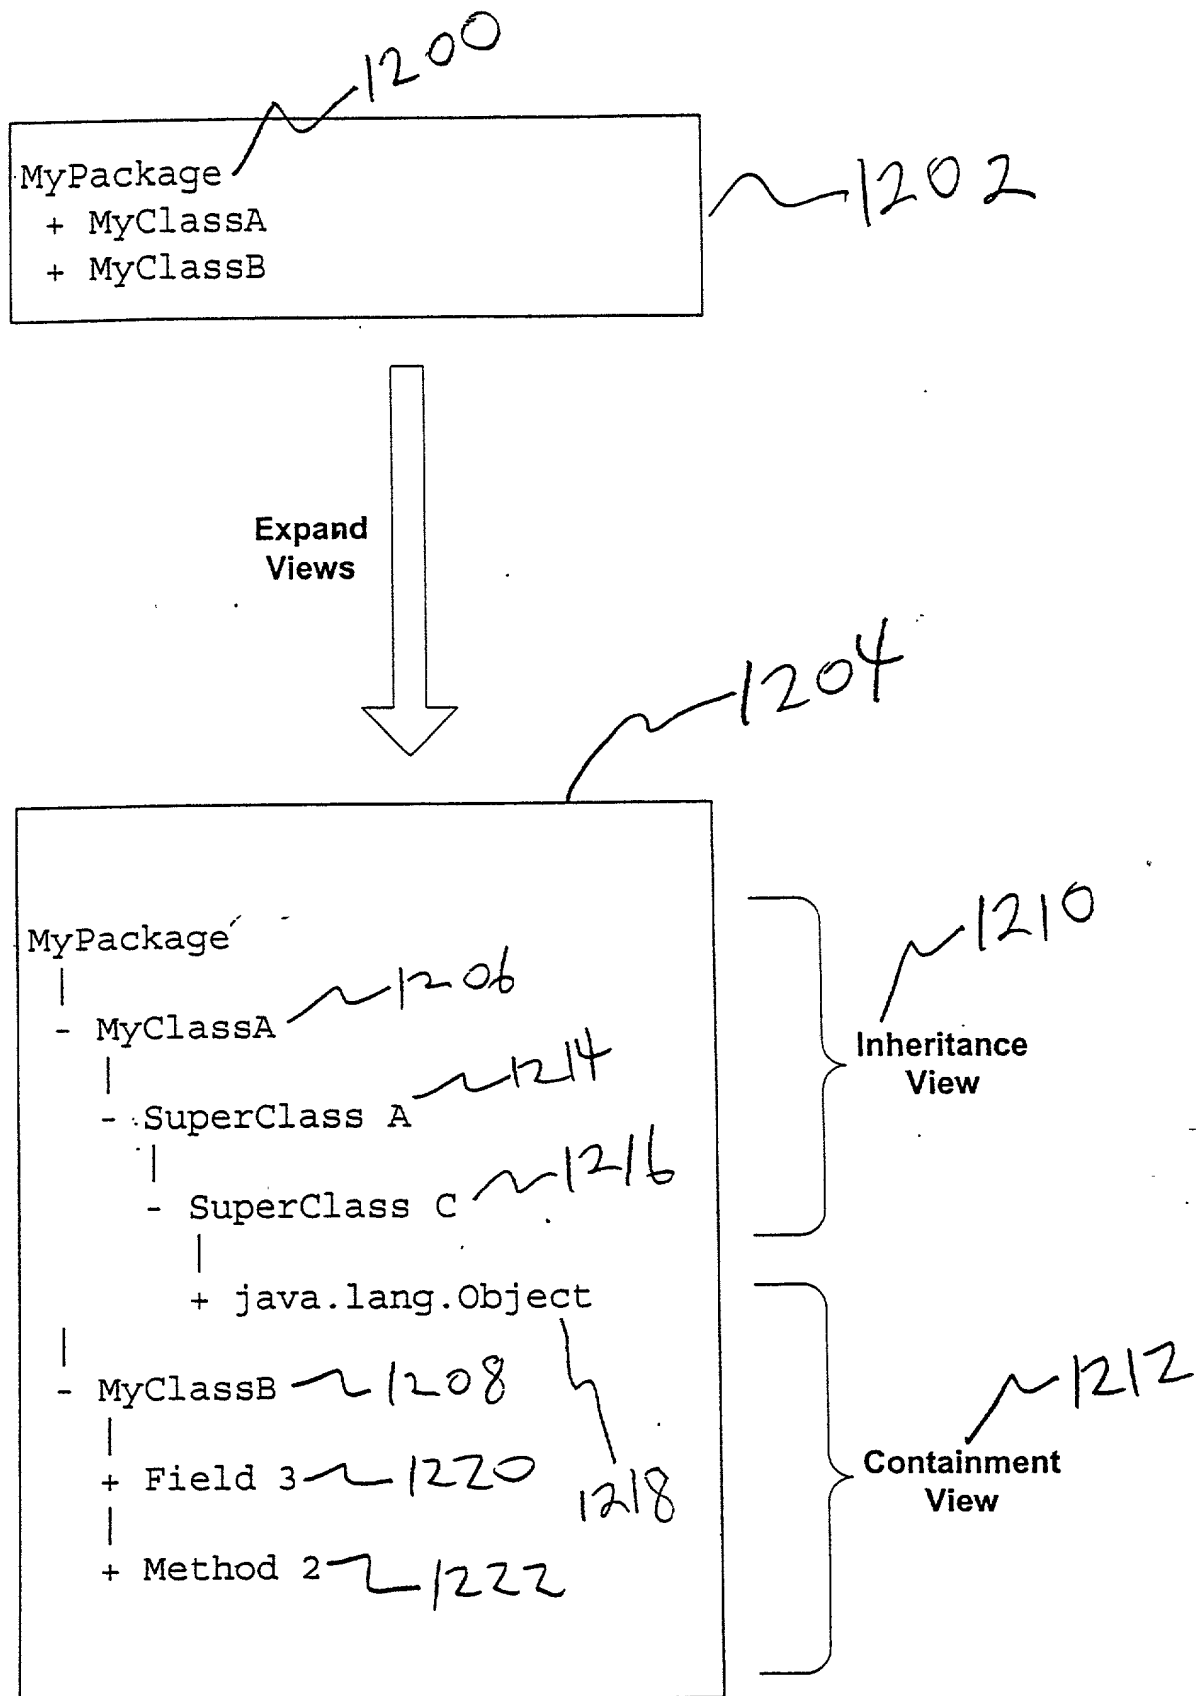 1200
MyPackage
+ MyClassA
+ MyClassB
1202
Expand
Views
1204
MyPackage
|
- MyClassA 1206
|
- SuperClass A 1214
|
- SuperClass C 1216
|
+ java.lang.Object
|
- MyClassB 1208
|
+ Field 3 1220
1218
|
+ Method 2 1222
1210
Inheritance
View
1212
Containment
View